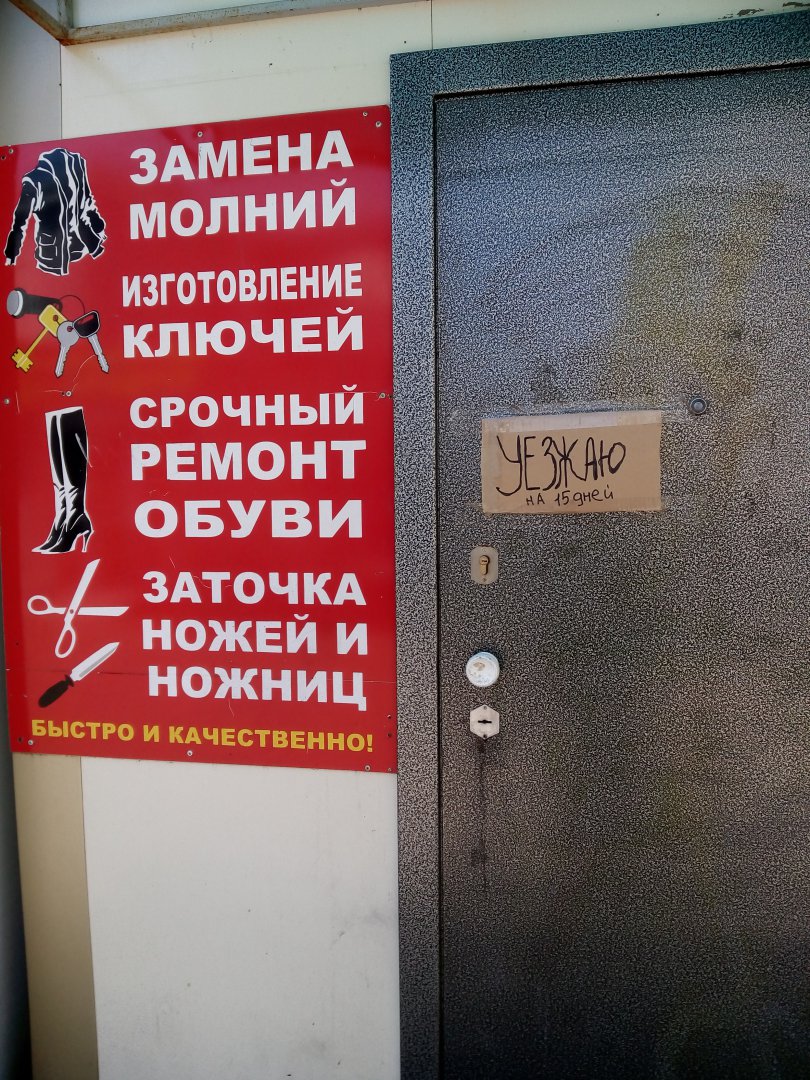 ЗАМЕНА
МОЛНИЙ
ИЗГОТОВЛЕНИЕ
КЛЮЧЕЙ
СРОЧНЫЙ
РЕМОНТ
ОБУВИ
ЗАТОЧКА
НОЖЕЙ И
НОЖНИЦ
БЫСТРО И КАЧЕСТВЕННО!
УЕЗЖАЮ
НА 15 дней